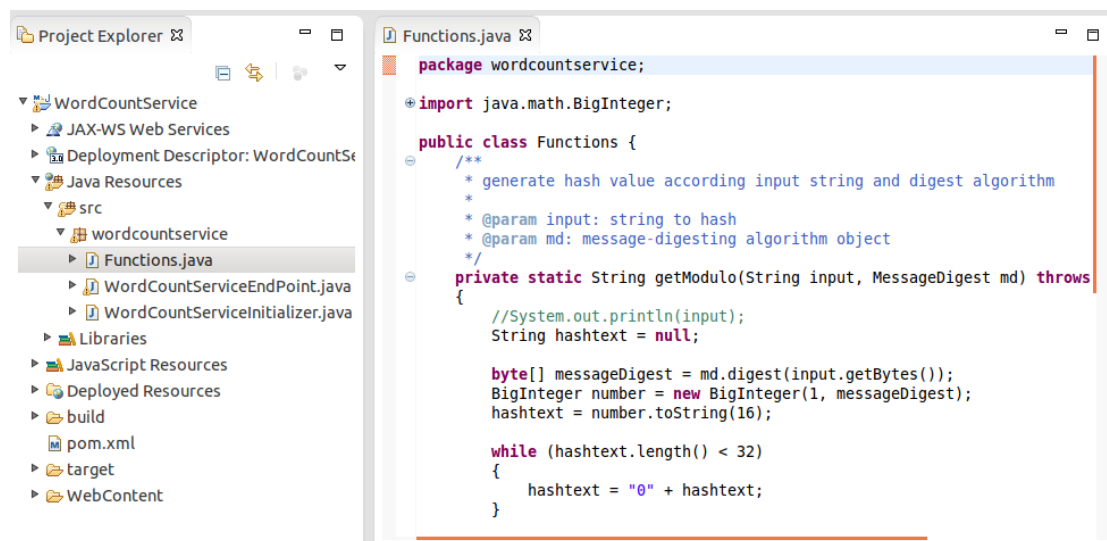 Project Explorer
WordCountService
JAX-WS Web Services
Deployment Descriptor: WordCountSe
Java Resources
src
wordcountservice
Functions.java
WordCountServiceEndPoint.java
WordCountServiceInitializer.java
Libraries
JavaScript Resources
Deployed Resources
build
pom.xml
target
WebContent
Functions.java
package wordcountservice;
import java.math.BigInteger;
public class Functions {
/**
* generate hash value according input string and digest algorithm
*
* @param input: string to hash
* @param md: message-digesting algorithm object
*/
private static String getModulo(String input, MessageDigest md) throws
{
//System.out.println(input);
String hashtext = null;
byte[] messageDigest = md.digest(input.getBytes());
BigInteger number = new BigInteger(1, messageDigest);
hashtext = number.toString(16);
while (hashtext.length() < 32)
{
hashtext = "0" + hashtext;
}